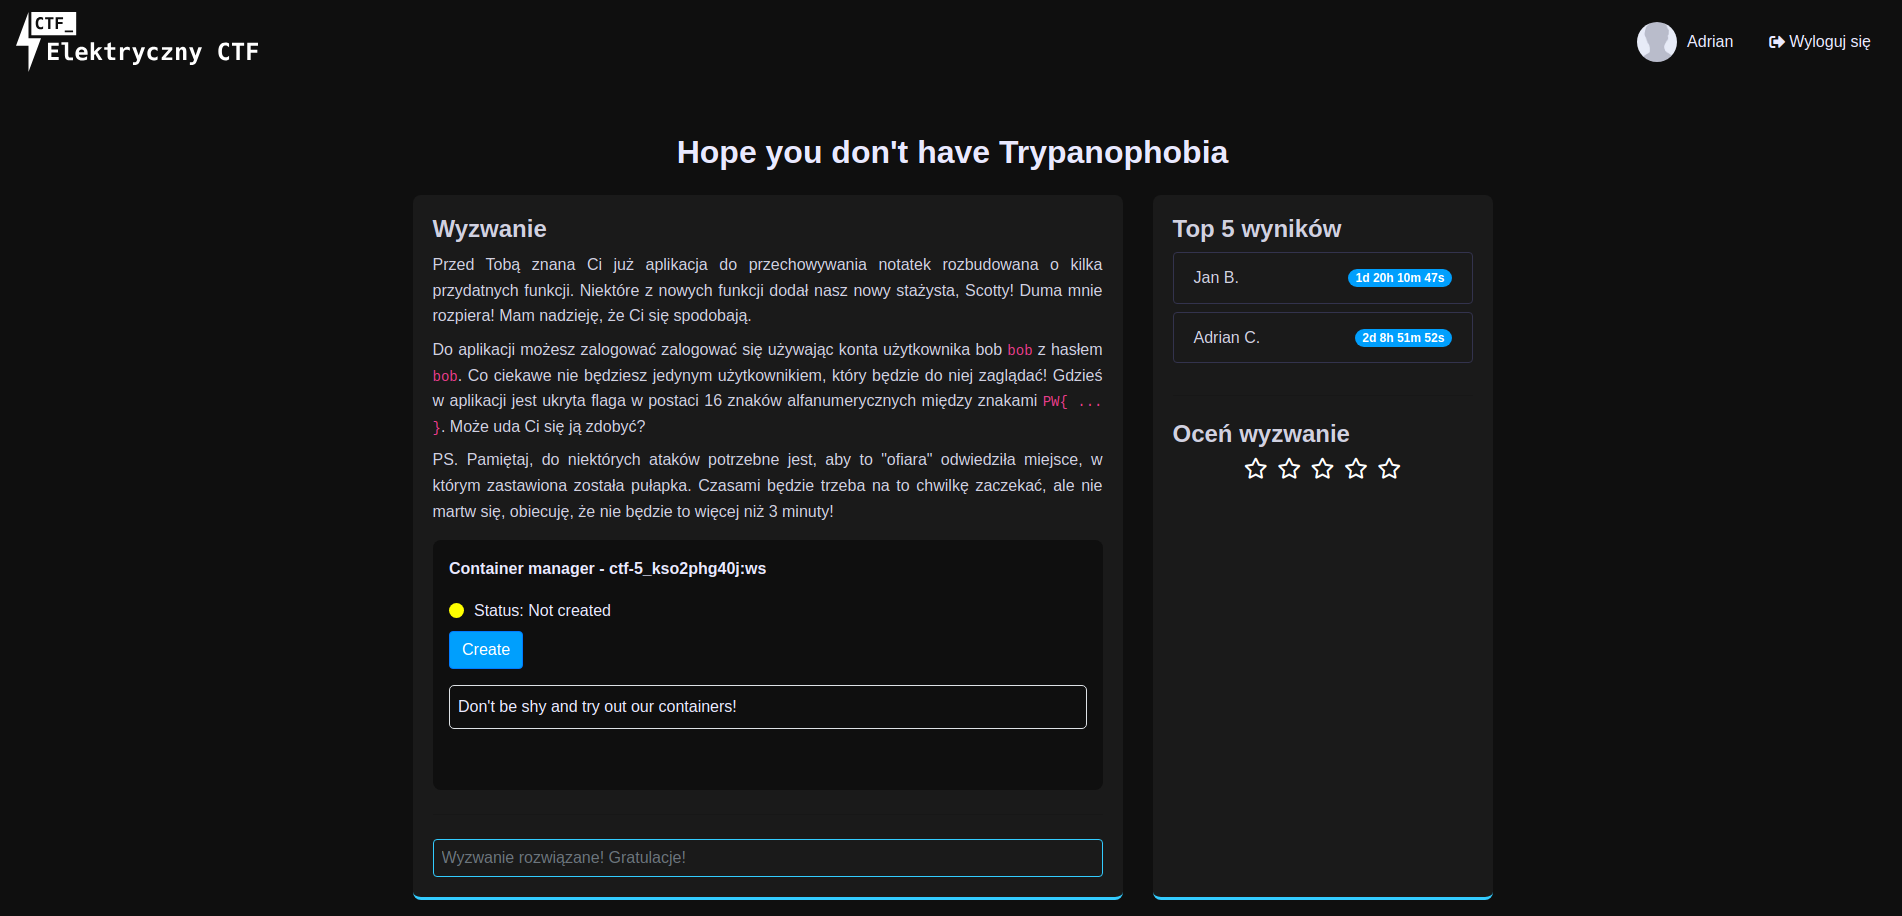 CTF_
Elektryczny CTF
Adrian
Wyloguj się
Hope you don't have Trypanophobia
Wyzwanie
Przed Tobą znana Ci już aplikacja do przechowywania notatek rozbudowana o kilka
przydatnych funkcji. Niektóre z nowych funkcji dodał nasz nowy stażysta, Scotty! Duma mnie
rozpiera! Mam nadzieję, że Ci się spodobają.
Do aplikacji możesz zalogować zalogować się używając konta użytkownika bob bob z hasłem
bob. Co ciekawe nie będziesz jedynym użytkownikiem, który będzie do niej zaglądać! Gdzieś
w aplikacji jest ukryta flaga w postaci 16 znaków alfanumerycznych między znakami PW{ ...
}. Może uda Ci się ją zdobyć?
PS. Pamiętaj, do niektórych ataków potrzebne jest, aby to "ofiara" odwiedziła miejsce, w
którym zastawiona została pułapka. Czasami będzie trzeba na to chwilkę zaczekać, ale nie
martw się, obiecuję, że nie będzie to więcej niż 3 minuty!
Container manager - ctf-5_kso2phg40j:ws
Status: Not created
Create
Don't be shy and try out our containers!
Wyzwanie rozwiązane! Gratulacje!
Top 5 wyników
Jan B. 1d 20h 10m 47s
Adrian C. 2d 8h 51m 52s
Oceń wyzwanie